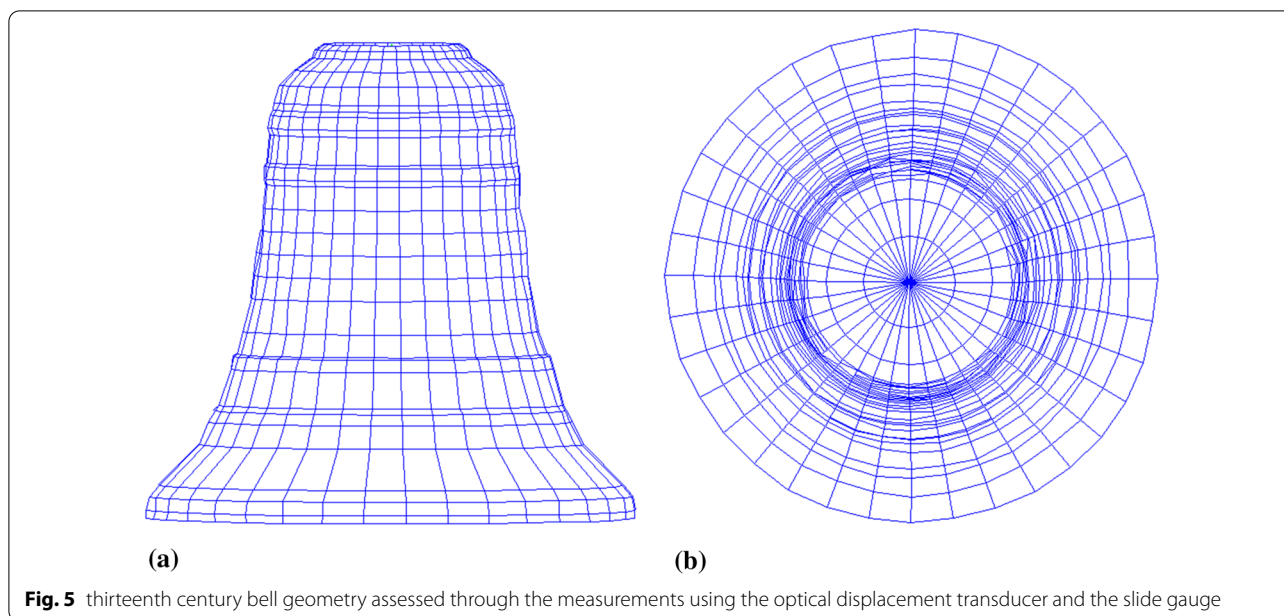 (a) (b)
Fig. 5 thirteenth century bell geometry assessed through the measurements using the optical displacement transducer and the slide gauge